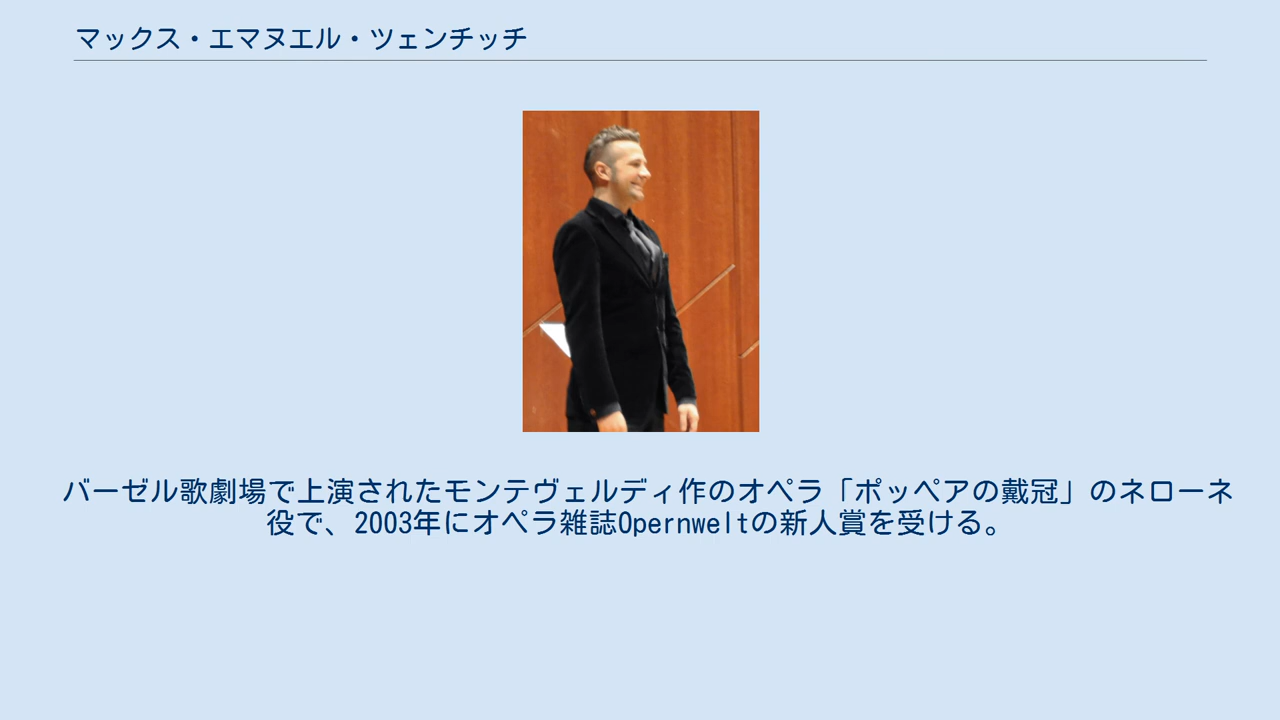 マックス・エマヌエル・ツェンチッチ
バーゼル歌劇場で上演されたモンテヴェルディ作のオペラ「ポッペアの戴冠」のネローネ
役で、2003年にオペラ雑誌Opernweltの新人賞を受ける。